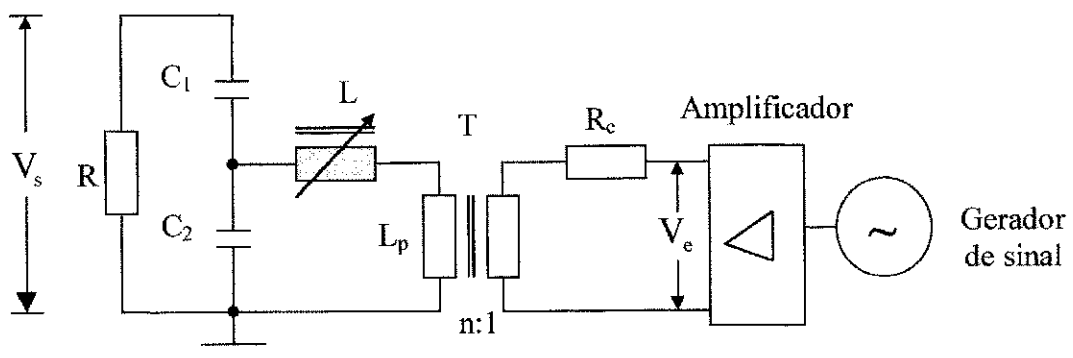 V_s
R
C_1
C_2
L
T
L_p
n:1
R_c
V_e
Amplificador
~
Gerador
de sinal